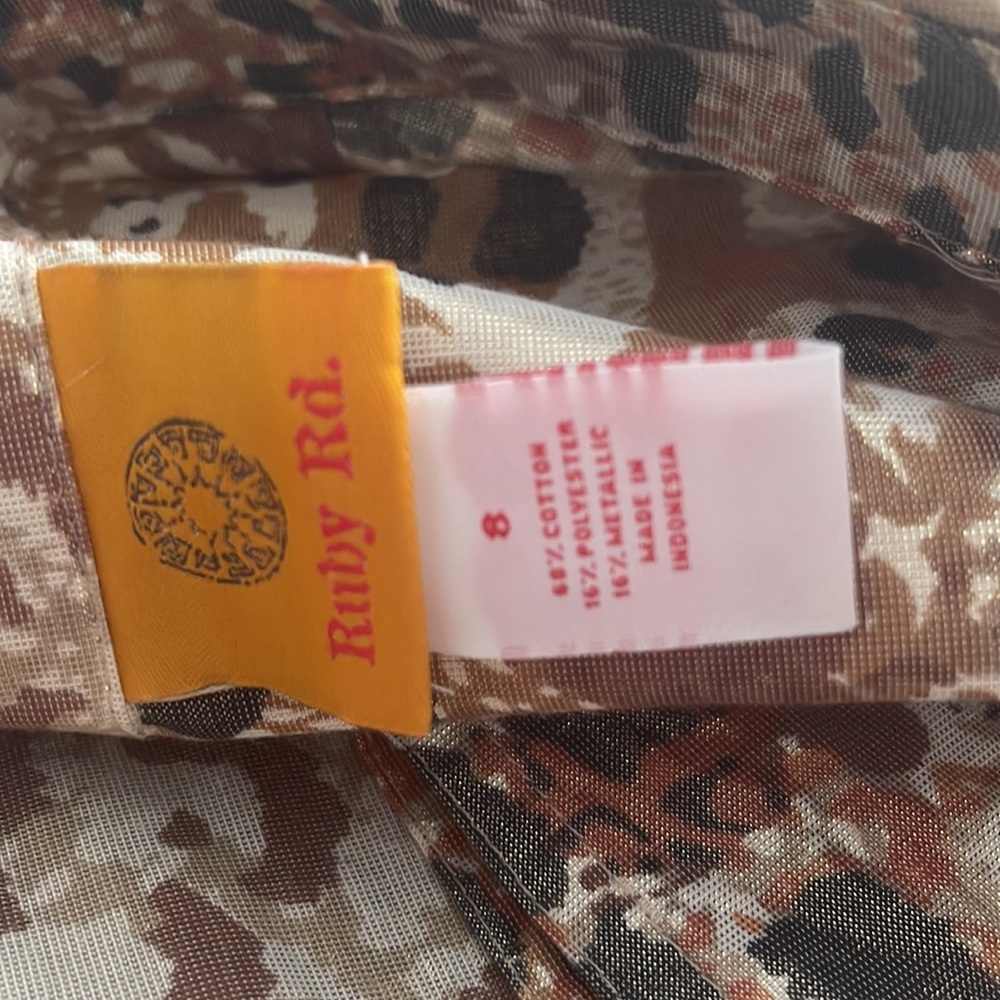 Ruby Rd.
8
68% COTTON
16% POLYESTER
16% METALLIC
MADE IN
INDONESIA